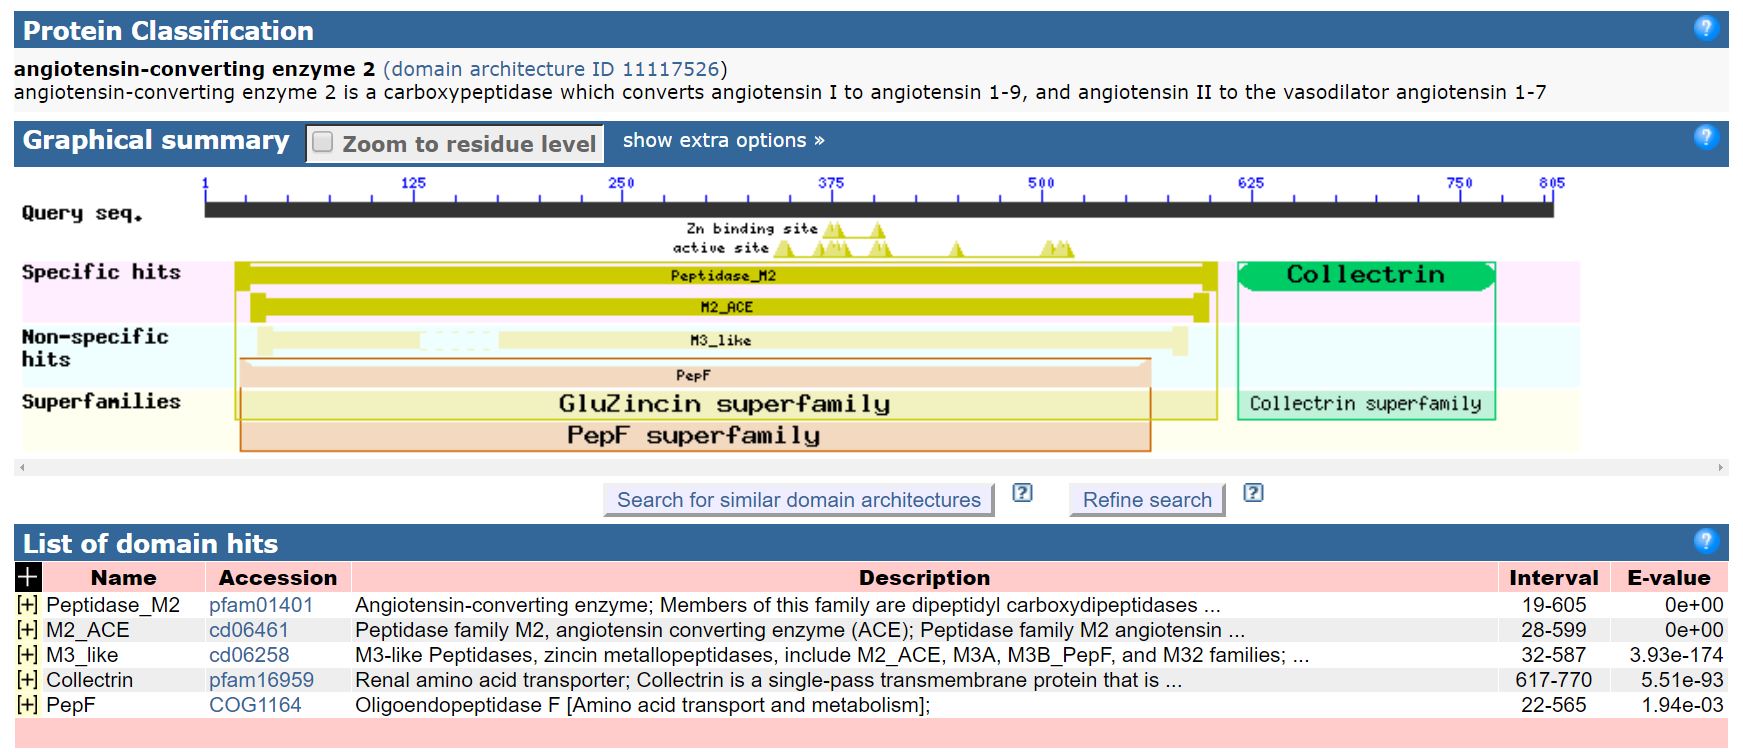 Protein Classification
?
angiotensin-converting enzyme 2 (domain architecture ID 11117526)
angiotensin-converting enzyme 2 is a carboxypeptidase which converts angiotensin I to angiotensin 1-9, and angiotensin II to the vasodilator angiotensin 1-7
Graphical summary Zoom to residue level show extra options »
?
1 125 250 375 500 625 750 805
Query seq.
Zn binding site
active site
Specific hits
Peptidase_M2
Collectrin
M2_ACE
Non-specific
hits
M3_like
PepF
Superfamilies
GluZincin superfamily
Collectrin superfamily
PepF superfamily
Search for similar domain architectures ? Refine search ?
List of domain hits
?
+ Name Accession Description Interval E-value
[+] Peptidase_M2 pfam01401 Angiotensin-converting enzyme; Members of this family are dipeptidyl carboxydipeptidases ... 19-605 0e+00
[+] M2_ACE cd06461 Peptidase family M2, angiotensin converting enzyme (ACE); Peptidase family M2 angiotensin ... 28-599 0e+00
[+] M3_like cd06258 M3-like Peptidases, zincin metallopeptidases, include M2_ACE, M3A, M3B_PepF, and M32 families; ... 32-587 3.93e-174
[+] Collectrin pfam16959 Renal amino acid transporter; Collectrin is a single-pass transmembrane protein that is ... 617-770 5.51e-93
[+] PepF COG1164 Oligoendopeptidase F [Amino acid transport and metabolism]; 22-565 1.94e-03